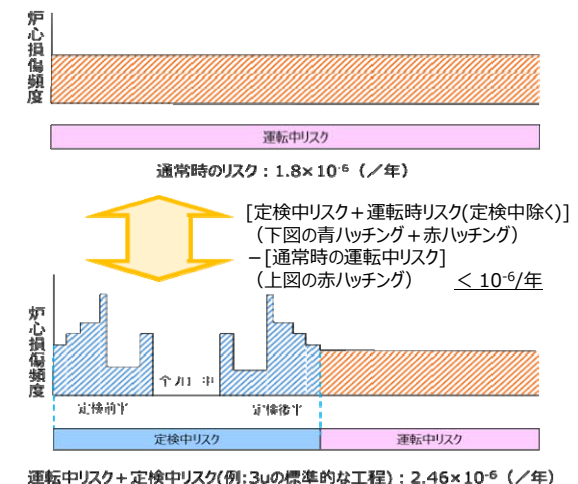 炉心損傷頻度
運転中リスク
通常時のリスク：1.8×10⁻⁶（／年）
[定検中リスク＋運転時リスク(定検中除く)]
（下図の青ハッチング＋赤ハッチング）
－[通常時の運転中リスク]
（上図の赤ハッチング）　＜ 10⁻⁶/年
炉心損傷頻度
定検前半
定検後半
定検中リスク
運転中リスク
運転中リスク＋定検中リスク(例:3uの標準的な工程)：2.46×10⁻⁶（／年）